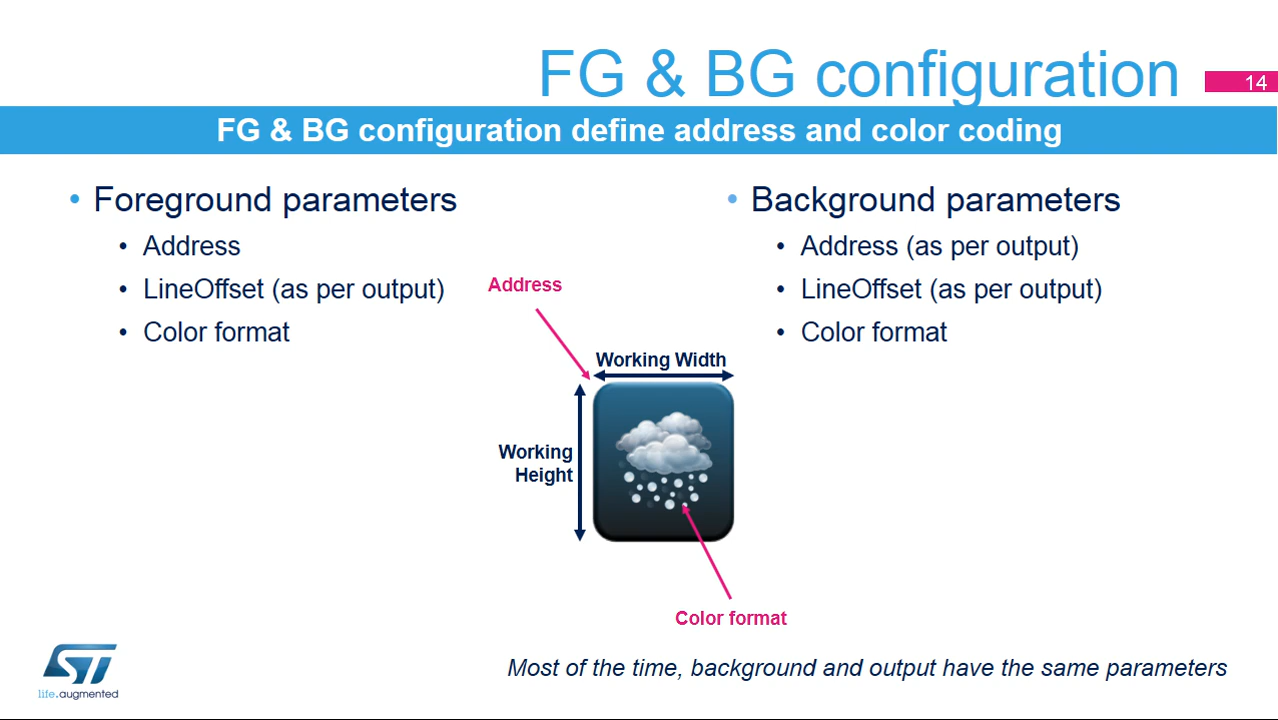 FG & BG configuration
14
FG & BG configuration define address and color coding
• Foreground parameters
• Address
• LineOffset (as per output)
• Color format
• Background parameters
• Address (as per output)
• LineOffset (as per output)
• Color format
Address
Working Width
Working
Height
Color format
ST
life.augmented
Most of the time, background and output have the same parameters